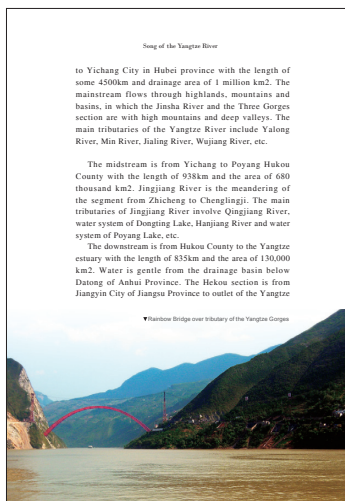 Song of the Yangtze River
to Yichang City in Hubei province with the length of
some 4500km and drainage area of 1 million km2. The
mainstream flows through highlands, mountains and
basins, in which the Jinsha River and the Three Gorges
section are with high mountains and deep valleys. The
main tributaries of the Yangtze River include Yalong
River, Min River, Jialing River, Wujiang River, etc.
The midstream is from Yichang to Poyang Hukou
County with the length of 938km and the area of 680
thousand km2. Jingjiang River is the meandering of
the segment from Zhicheng to Chenglingji. The main
tributaries of Jingjiang River involve Qingjiang River,
water system of Dongting Lake, Hanjiang River and water
system of Poyang Lake, etc.
The downstream is from Hukou County to the Yangtze
estuary with the length of 835km and the area of 130,000
km2. Water is gentle from the drainage basin below
Datong of Anhui Province. The Hekou section is from
Jiangyin City of Jiangsu Province to outlet of the Yangtze
▼Rainbow Bridge over tributary of the Yangtze Gorges